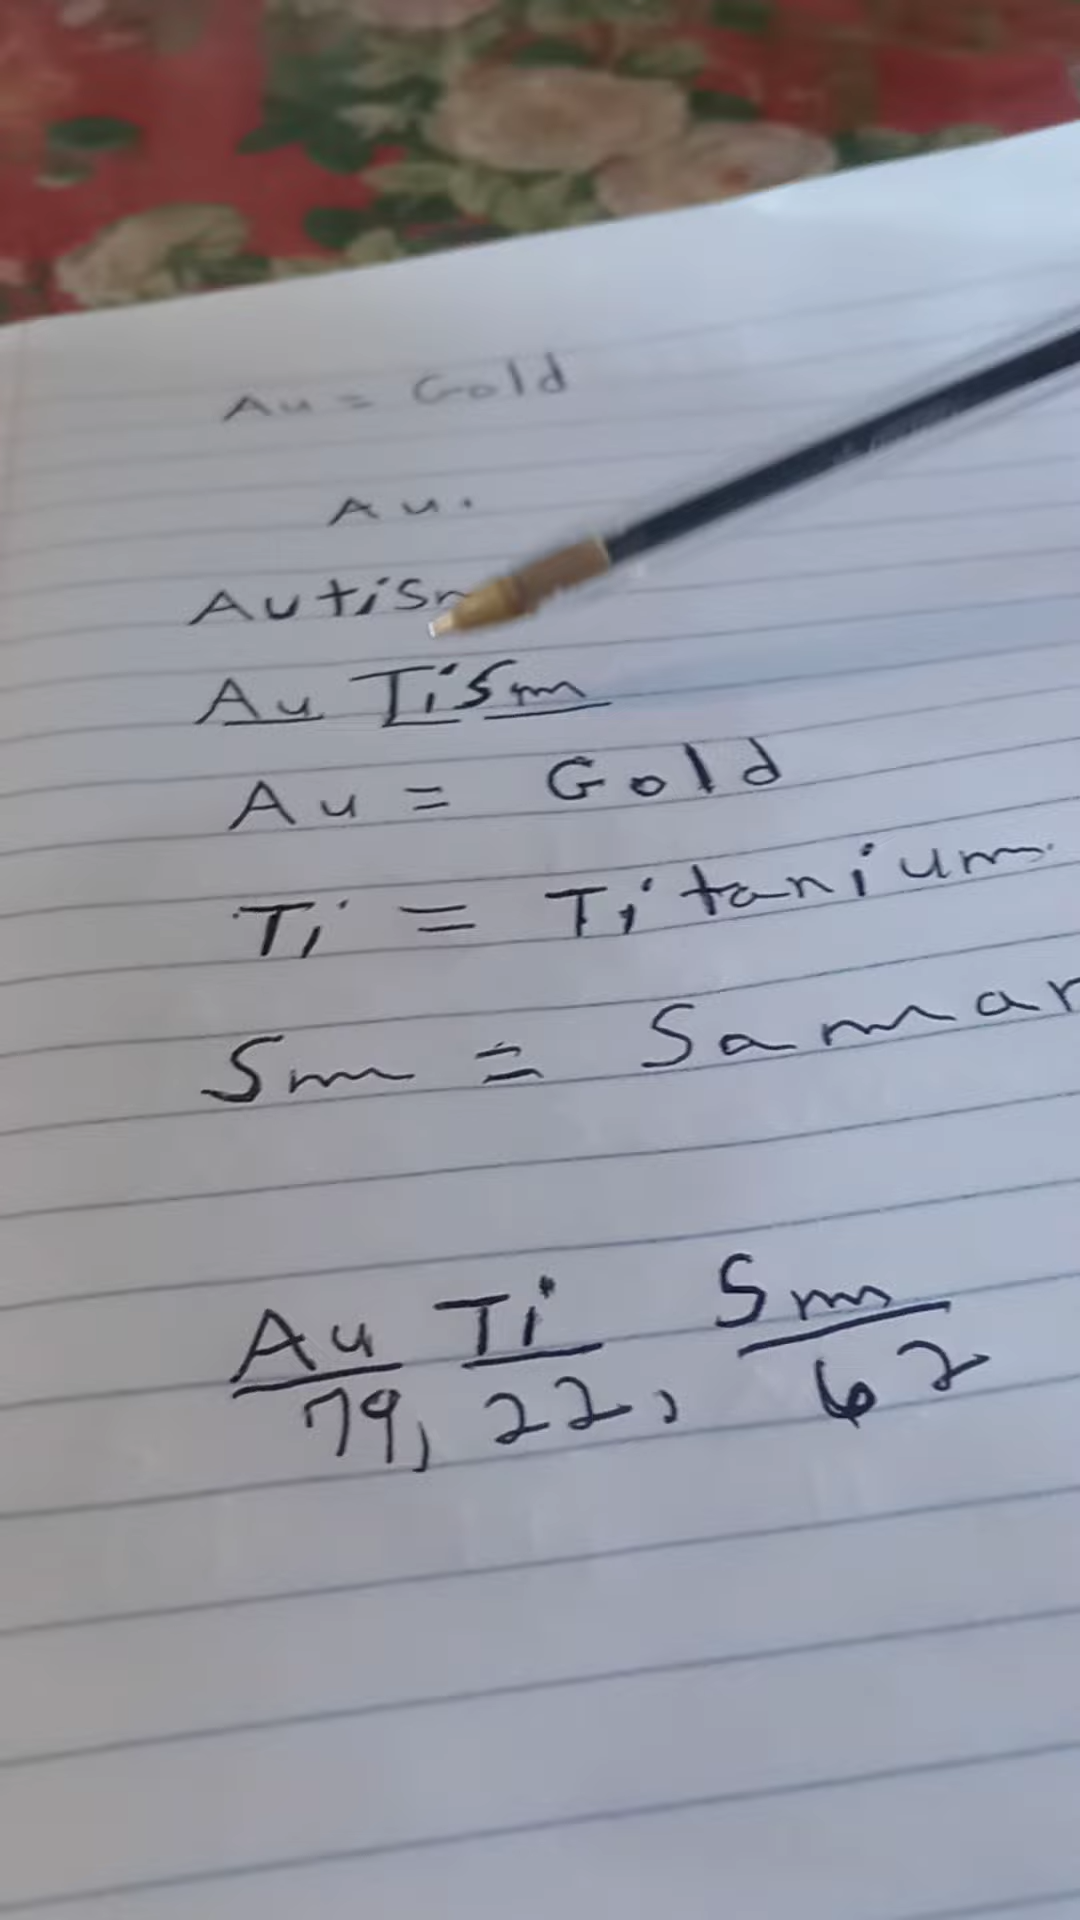 Au = Gold
Au.
Autism
Au Ti Sm
Au = Gold
Ti = Titanium.
Sm = Samar
Au Ti Sm
79, 22, 62